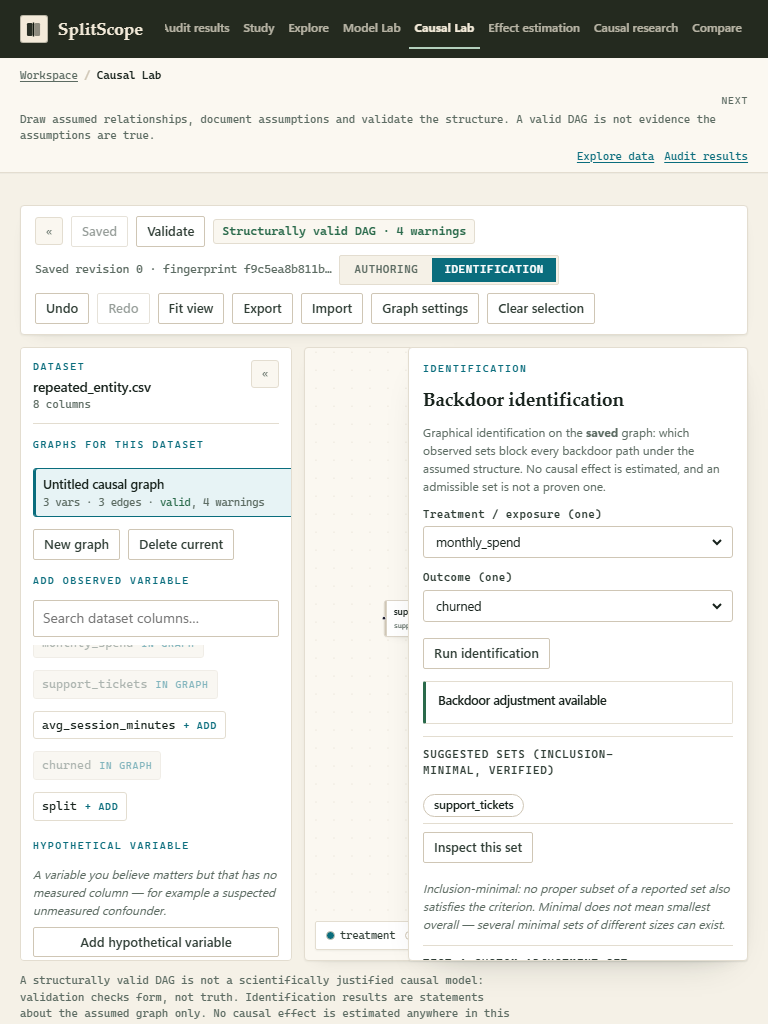 SplitScope
Audit results
Study
Explore
Model Lab
Causal Lab
Effect estimation
Causal research
Compare
Workspace / Causal Lab
NEXT
Draw assumed relationships, document assumptions and validate the structure. A valid DAG is not evidence the
assumptions are true.
Explore data
Audit results
«
Saved
Validate
Structurally valid DAG · 4 warnings
Saved revision 0 · fingerprint f9c5ea8b811b…
AUTHORING
IDENTIFICATION
Undo
Redo
Fit view
Export
Import
Graph settings
Clear selection
DATASET
repeated_entity.csv
8 columns
«
GRAPHS FOR THIS DATASET
Untitled causal graph
3 vars · 3 edges · valid, 4 warnings
New graph
Delete current
ADD OBSERVED VARIABLE
Search dataset columns...
monthly_spend IN GRAPH
support_tickets IN GRAPH
avg_session_minutes + ADD
churned IN GRAPH
split + ADD
HYPOTHETICAL VARIABLE
A variable you believe matters but that has no
measured column — for example a suspected
unmeasured confounder.
Add hypothetical variable
treatment
IDENTIFICATION
Backdoor identification
Graphical identification on the saved graph: which
observed sets block every backdoor path under the
assumed structure. No causal effect is estimated, and an
admissible set is not a proven one.
Treatment / exposure (one)
monthly_spend
Outcome (one)
churned
Run identification
Backdoor adjustment available
SUGGESTED SETS (INCLUSION-
MINIMAL, VERIFIED)
support_tickets
Inspect this set
Inclusion-minimal: no proper subset of a reported set also
satisfies the criterion. Minimal does not mean smallest
overall — several minimal sets of different sizes can exist.
A structurally valid DAG is not a scientifically justified causal model:
validation checks form, not truth. Identification results are statements
about the assumed graph only. No causal effect is estimated anywhere in this